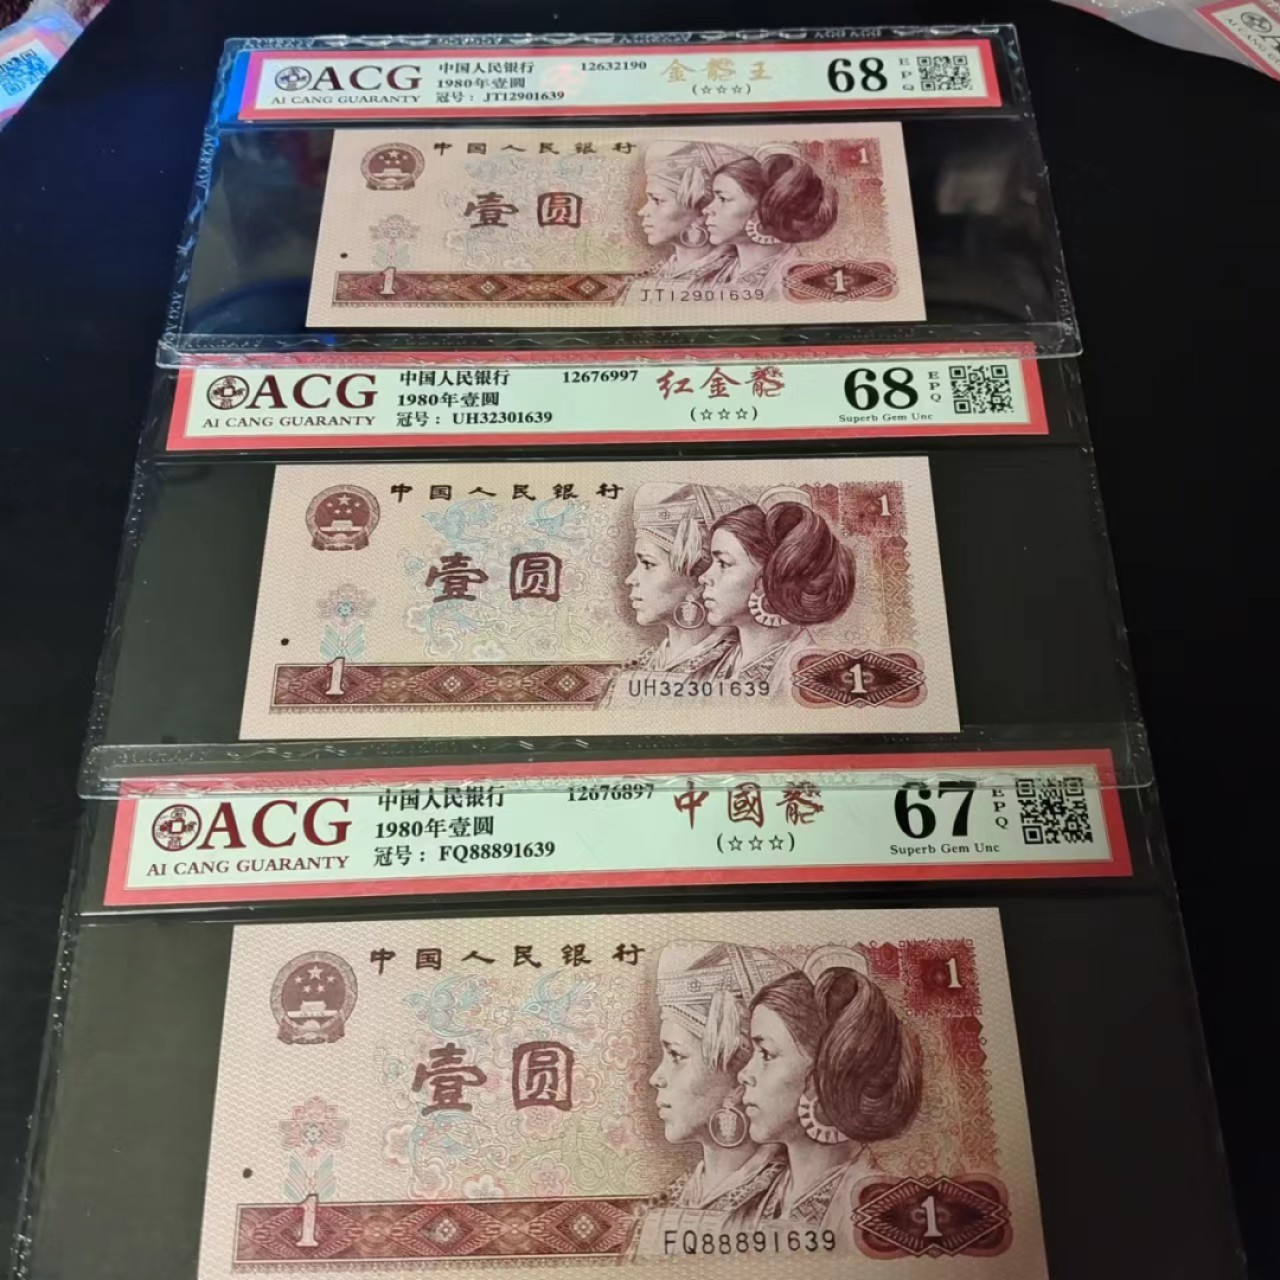 ACG
AI CANG GUARANTY
中国人民银行
1980年壹圆
冠号: JT12901639
12632190
金龍王
(☆☆☆)
68
EPQ
中国人民银行
壹圆
1
1
JT12901639
1
ACG
AI CANG GUARANTY
中国人民银行
1980年壹圆
冠号: UH32301639
12676997
红金龍
(☆☆☆)
68
Superb Gem Unc
EPQ
中国人民银行
壹圆
1
1
UH32301639
1
ACG
AI CANG GUARANTY
中国人民银行
1980年壹圆
冠号: FQ88891639
12676897
中國龍
(☆☆☆)
67
Superb Gem Unc
EPQ
中国人民银行
壹圆
1
1
FQ88891639
1